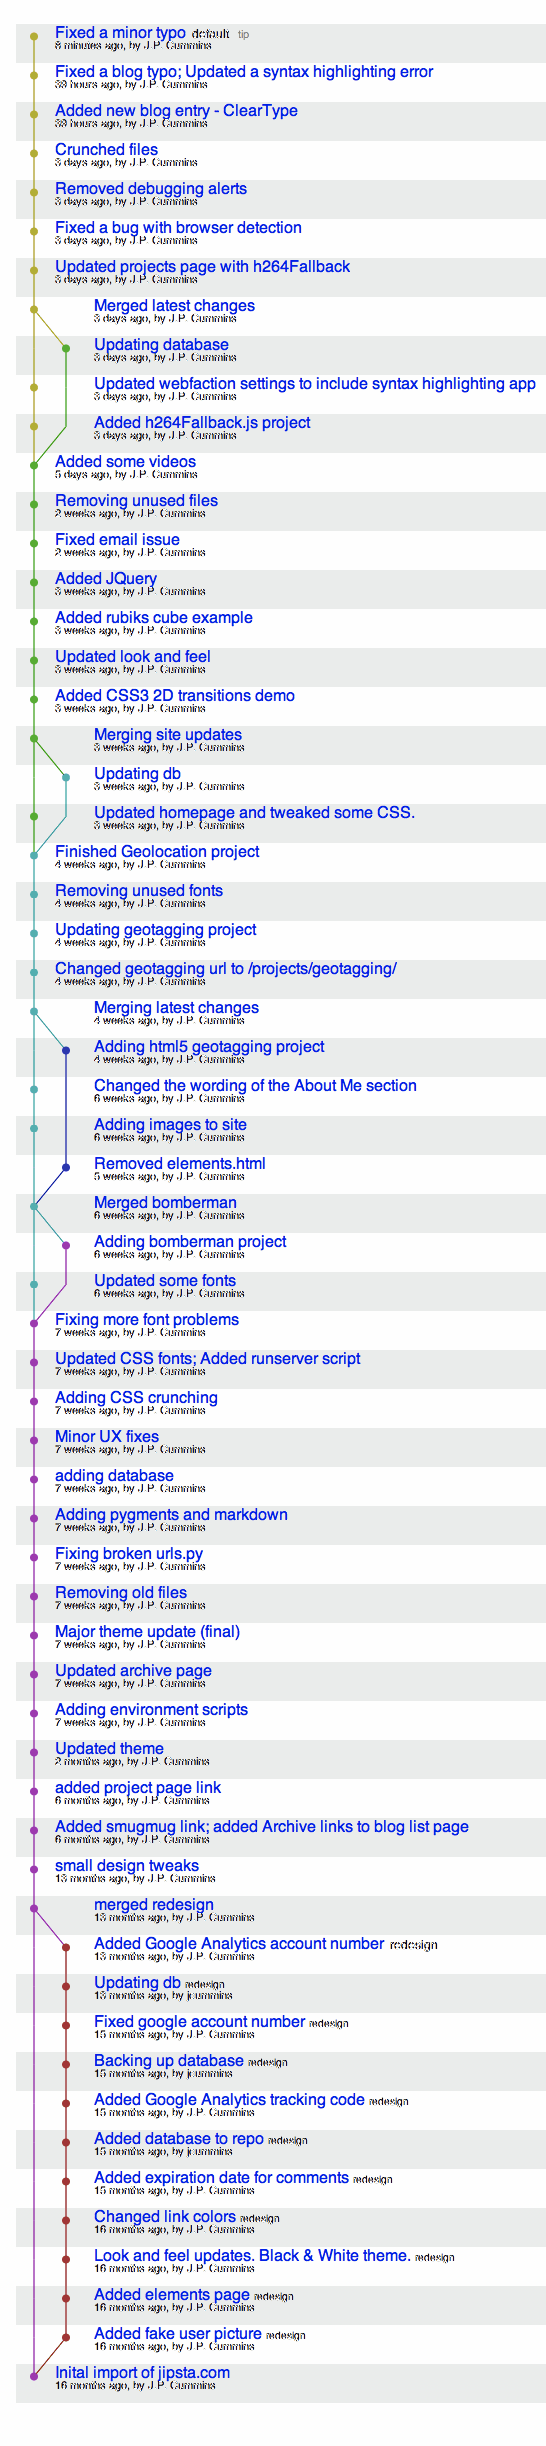 Fixed a minor typo default tip
8 minutes ago, by J.P. Cummins
Fixed a blog typo; Updated a syntax highlighting error
39 hours ago, by J.P. Cummins
Added new blog entry - ClearType
39 hours ago, by J.P. Cummins
Crunched files
3 days ago, by J.P. Cummins
Removed debugging alerts
3 days ago, by J.P. Cummins
Fixed a bug with browser detection
3 days ago, by J.P. Cummins
Updated projects page with h264Fallback
3 days ago, by J.P. Cummins
Merged latest changes
3 days ago, by J.P. Cummins
Updating database
3 days ago, by J.P. Cummins
Updated webfaction settings to include syntax highlighting app
3 days ago, by J.P. Cummins
Added h264Fallback.js project
3 days ago, by J.P. Cummins
Added some videos
5 days ago, by J.P. Cummins
Removing unused files
2 weeks ago, by J.P. Cummins
Fixed email issue
2 weeks ago, by J.P. Cummins
Added JQuery
3 weeks ago, by J.P. Cummins
Added rubiks cube example
3 weeks ago, by J.P. Cummins
Updated look and feel
3 weeks ago, by J.P. Cummins
Added CSS3 2D transitions demo
3 weeks ago, by J.P. Cummins
Merging site updates
3 weeks ago, by J.P. Cummins
Updating db
3 weeks ago, by J.P. Cummins
Updated homepage and tweaked some CSS.
3 weeks ago, by J.P. Cummins
Finished Geolocation project
4 weeks ago, by J.P. Cummins
Removing unused fonts
4 weeks ago, by J.P. Cummins
Updating geotagging project
4 weeks ago, by J.P. Cummins
Changed geotagging url to /projects/geotagging/
4 weeks ago, by J.P. Cummins
Merging latest changes
4 weeks ago, by J.P. Cummins
Adding html5 geotagging project
4 weeks ago, by J.P. Cummins
Changed the wording of the About Me section
6 weeks ago, by J.P. Cummins
Adding images to site
6 weeks ago, by J.P. Cummins
Removed elements.html
5 weeks ago, by J.P. Cummins
Merged bomberman
6 weeks ago, by J.P. Cummins
Adding bomberman project
6 weeks ago, by J.P. Cummins
Updated some fonts
6 weeks ago, by J.P. Cummins
Fixing more font problems
7 weeks ago, by J.P. Cummins
Updated CSS fonts; Added runserver script
7 weeks ago, by J.P. Cummins
Adding CSS crunching
7 weeks ago, by J.P. Cummins
Minor UX fixes
7 weeks ago, by J.P. Cummins
adding database
7 weeks ago, by J.P. Cummins
Adding pygments and markdown
7 weeks ago, by J.P. Cummins
Fixing broken urls.py
7 weeks ago, by J.P. Cummins
Removing old files
7 weeks ago, by J.P. Cummins
Major theme update (final)
7 weeks ago, by J.P. Cummins
Updated archive page
7 weeks ago, by J.P. Cummins
Adding environment scripts
7 weeks ago, by J.P. Cummins
Updated theme
2 months ago, by J.P. Cummins
added project page link
6 months ago, by J.P. Cummins
Added smugmug link; added Archive links to blog list page
6 months ago, by J.P. Cummins
small design tweaks
13 months ago, by J.P. Cummins
merged redesign
13 months ago, by J.P. Cummins
Added Google Analytics account number redesign
13 months ago, by J.P. Cummins
Updating db redesign
13 months ago, by jcummins
Fixed google account number redesign
15 months ago, by J.P. Cummins
Backing up database redesign
15 months ago, by jcummins
Added Google Analytics tracking code redesign
15 months ago, by J.P. Cummins
Added database to repo redesign
15 months ago, by jcummins
Added expiration date for comments redesign
15 months ago, by J.P. Cummins
Changed link colors redesign
16 months ago, by J.P. Cummins
Look and feel updates. Black & White theme. redesign
16 months ago, by J.P. Cummins
Added elements page redesign
16 months ago, by J.P. Cummins
Added fake user picture redesign
16 months ago, by J.P. Cummins
Inital import of jipsta.com
16 months ago, by J.P. Cummins